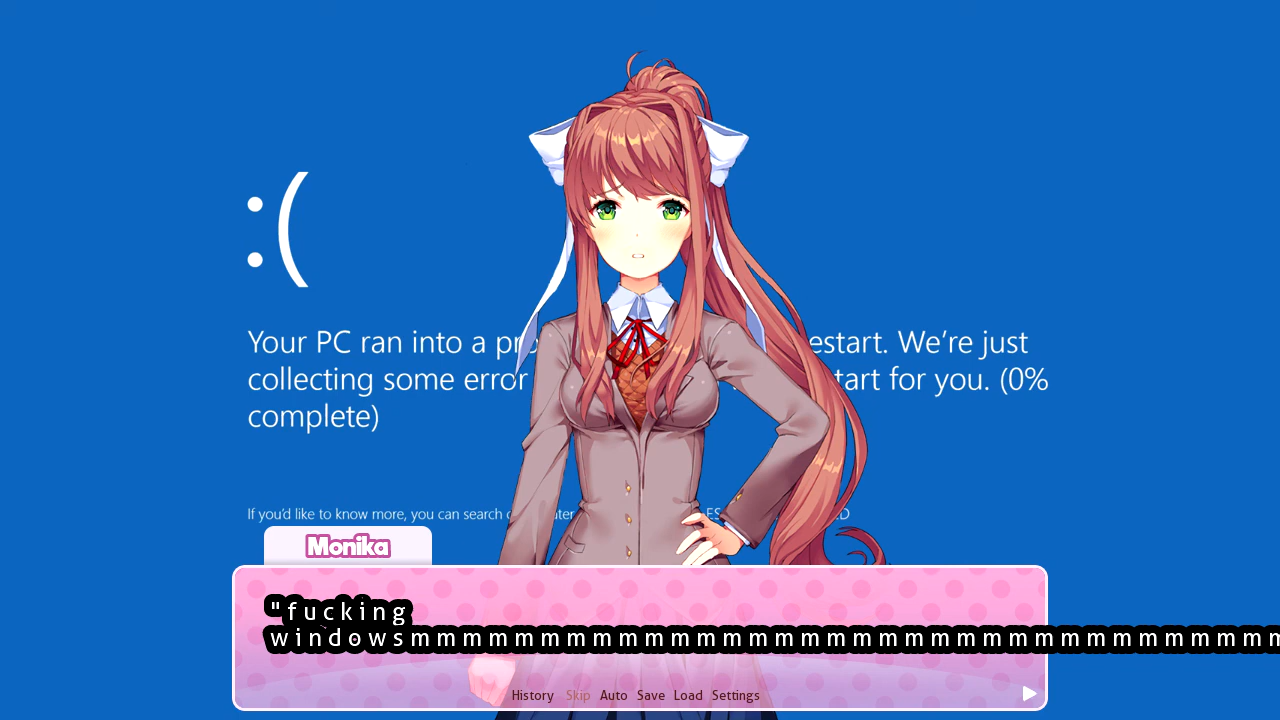 :(
Your PC ran into a pro estart. We're just
collecting some error tart for you. (0%
complete)
If you'd like to know more, you can search
Monika
"fucking
windowsmmmmmmmmmmmmmmmmmmmmmmmmmmmmmmmmmm
History Skip Auto Save Load Settings